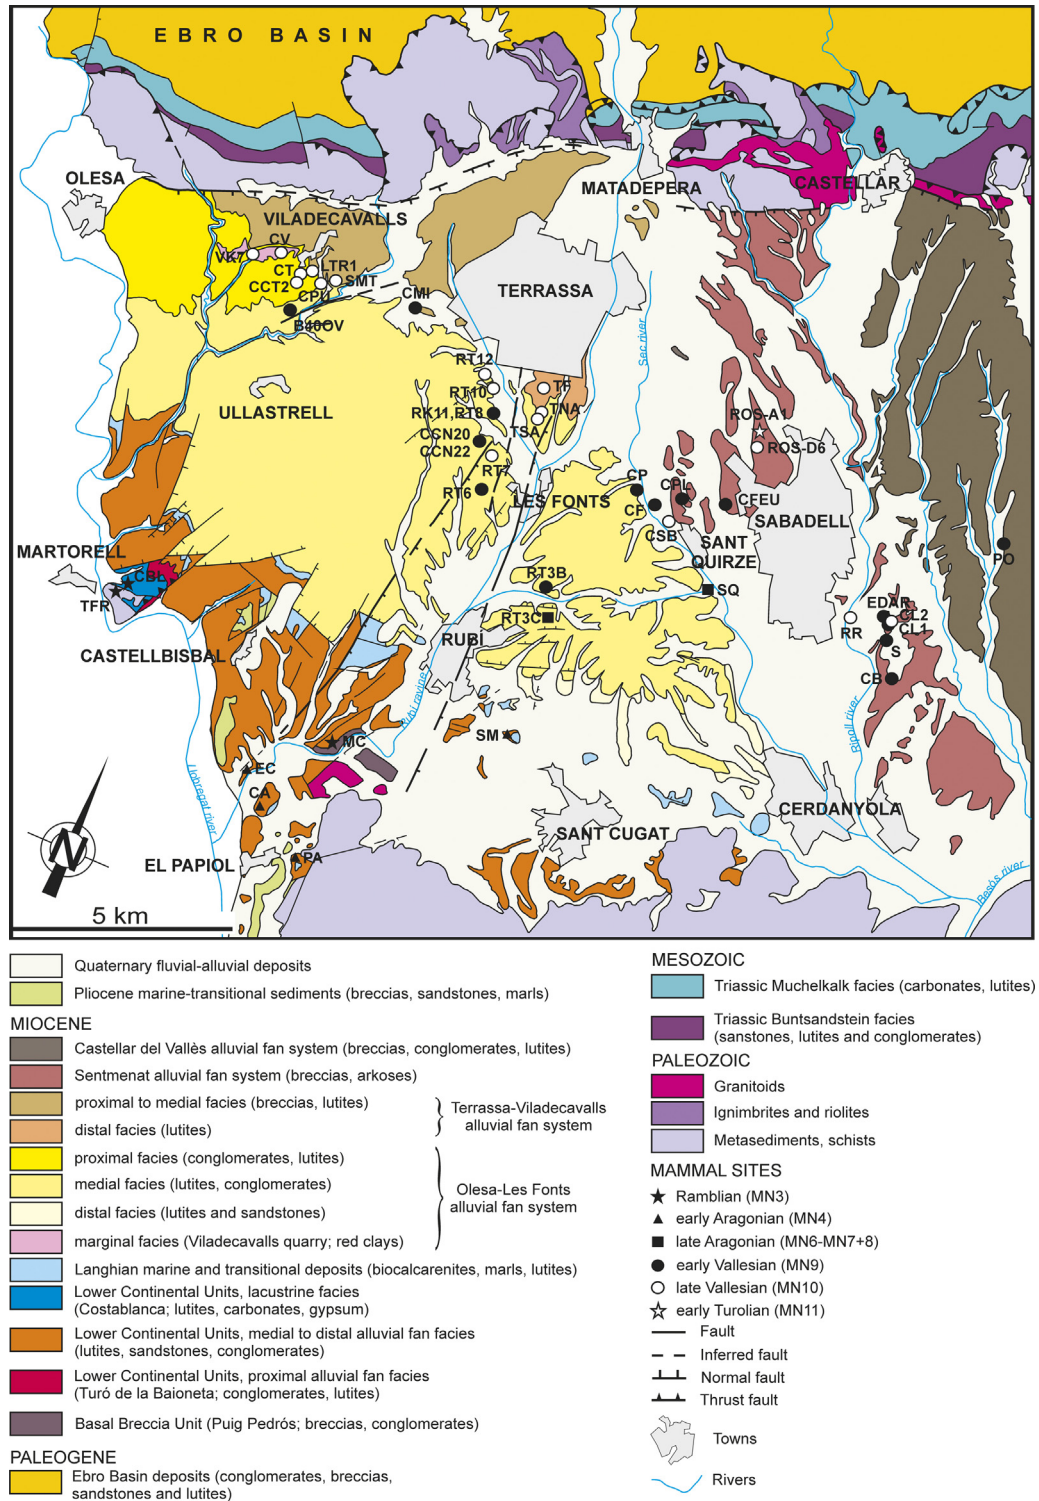 EBRO BASIN
OLESA
MATADEPERA
CASTELLAR
VILADECAVALLS
CV
VK7
CT
LTR1
CCT2
SMT
CPU
CMI
B40OV
TERRASSA
Sec river
RT12
RT10
TF
ULLASTRELL
RK11,RT8
TNA
ROS-A1
TSA
CCN20
ROS-D6
CCN22
RT7
CP
CPL
RT6
LES FONTS
CF
CFEU
SABADELL
CSB
SANT
QUIRZE
MARTORELL
PO
CBL
RT3B
SQ
TFR
EDAR
CL2
RT3C
CL1
RR
RUBÍ
S
CASTELLBISBAL
CB
Rubí ravine
Ripoll river
MC
SM
EC
Llobregat river
CA
CERDANYOLA
SANT CUGAT
N
EL PAPIOL
PA
Besòs river
5 km
Quaternary fluvial-alluvial deposits
Pliocene marine-transitional sediments (breccias, sandstones, marls)
MIOCENE
Castellar del Vallès alluvial fan system (breccias, conglomerates, lutites)
Sentmenat alluvial fan system (breccias, arkoses)
proximal to medial facies (breccias, lutites)
distal facies (lutites)
Terrassa-Viladecavalls
alluvial fan system
proximal facies (conglomerates, lutites)
medial facies (lutites, conglomerates)
distal facies (lutites and sandstones)
marginal facies (Viladecavalls quarry; red clays)
Olesa-Les Fonts
alluvial fan system
Langhian marine and transitional deposits (biocalcarenites, marls, lutites)
Lower Continental Units, lacustrine facies
(Costablanca; lutites, carbonates, gypsum)
Lower Continental Units, medial to distal alluvial fan facies
(lutites, sandstones, conglomerates)
Lower Continental Units, proximal alluvial fan facies
(Turó de la Baioneta; conglomerates, lutites)
Basal Breccia Unit (Puig Pedrós; breccias, conglomerates)
PALEOGENE
Ebro Basin deposits (conglomerates, breccias,
sandstones and lutites)
MESOZOIC
Triassic Muchelkalk facies (carbonates, lutites)
Triassic Buntsandstein facies
(sanstones, lutites and conglomerates)
PALEOZOIC
Granitoids
Ignimbrites and riolites
Metasediments, schists
MAMMAL SITES
Ramblian (MN3)
early Aragonian (MN4)
late Aragonian (MN6-MN7+8)
early Vallesian (MN9)
late Vallesian (MN10)
early Turolian (MN11)
Fault
Inferred fault
Normal fault
Thrust fault
Towns
Rivers